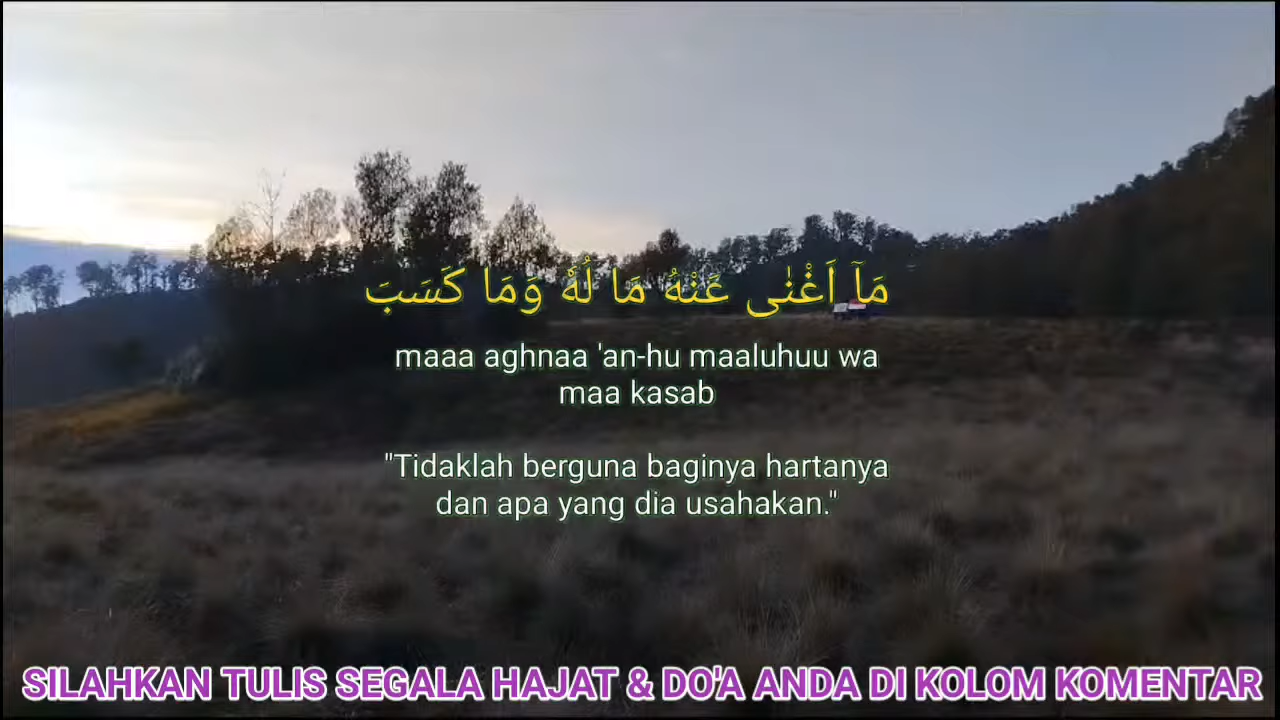 مَآ اَغْنٰى عَنْهُ مَا لُهٗ وَمَا كَسَبَ
maaa aghnaa 'an-hu maaluhuu wa
maa kasab
"Tidaklah berguna baginya hartanya
dan apa yang dia usahakan."
SILAHKAN TULIS SEGALA HAJAT & DO'A ANDA DI KOLOM KOMENTAR